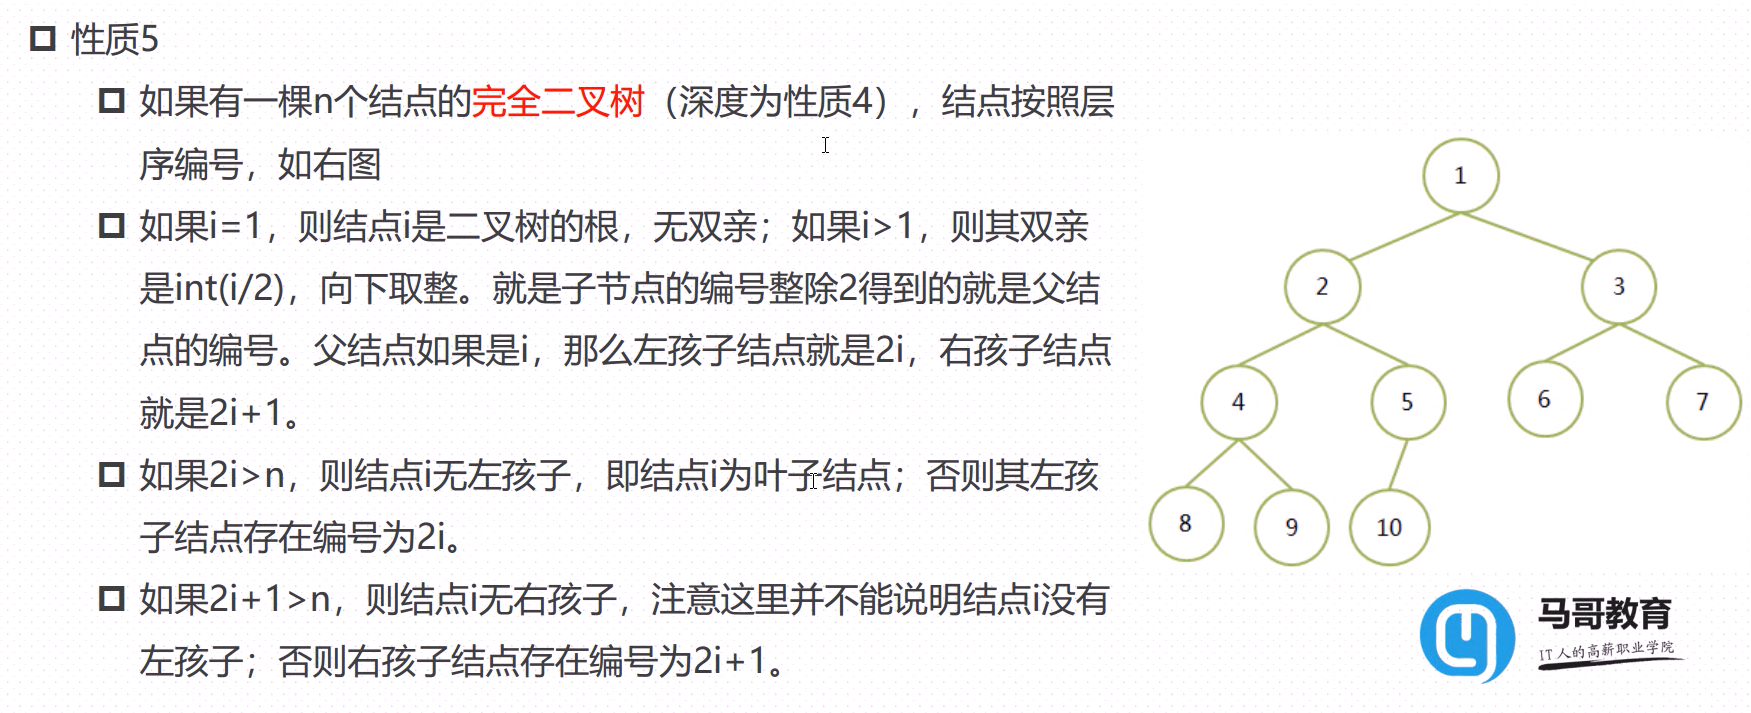 性质5
如果有一棵n个结点的完全二叉树（深度为性质4），结点按照层
序编号，如右图
如果i=1，则结点i是二叉树的根，无双亲；如果i>1，则其双亲
是int(i/2)，向下取整。就是子节点的编号整除2得到的就是父结
点的编号。父结点如果是i，那么左孩子结点就是2i，右孩子结点
就是2i+1。
如果2i>n，则结点i无左孩子，即结点i为叶子结点；否则其左孩
子结点存在编号为2i。
如果2i+1>n，则结点i无右孩子，注意这里并不能说明结点i没有
左孩子；否则右孩子结点存在编号为2i+1。
1
2 3
4 5 6 7
8 9 10
马哥教育
IT人的高薪职业学院